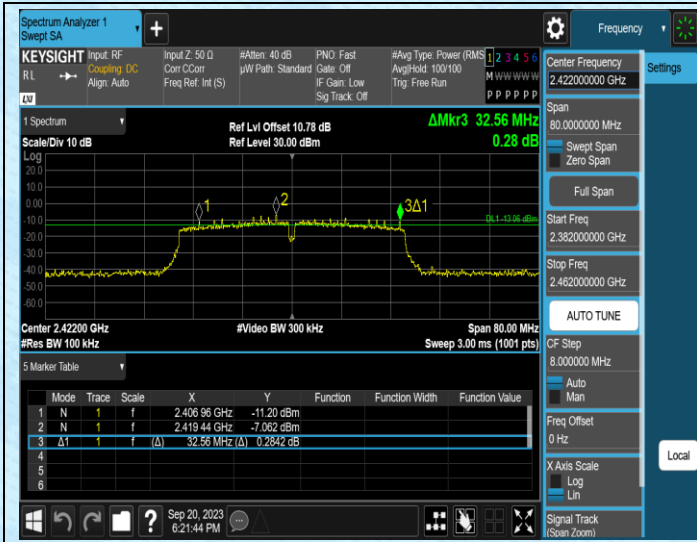 Spectrum Analyzer 1
Swept SA
+
Frequency
KEYSIGHT
RL
LXI
Input: RF
Coupling: DC
Align: Auto
Input Z: 50 Ω
Corr CCorr
Freq Ref: Int (S)
#Atten: 40 dB
µW Path: Standard
PNO: Fast
Gate: Off
IF Gain: Low
Sig Track: Off
#Avg Type: Power (RMS
Avg|Hold: 100/100
Trig: Free Run
1 2 3 4 5 6
M W W W W W
P P P P P P
1 Spectrum
Scale/Div 10 dB
Ref Lvl Offset 10.78 dB
Ref Level 30.00 dBm
ΔMkr3 32.56 MHz
0.28 dB
Log
20.0
10.0
0.00
-10.0
-20.0
-30.0
-40.0
-50.0
-60.0
1
2
3Δ1
DL1 -13.06 dBm
Center 2.42200 GHz
#Res BW 100 kHz
#Video BW 300 kHz
Span 80.00 MHz
Sweep 3.00 ms (1001 pts)
5 Marker Table
Mode Trace Scale X Y Function Function Width Function Value
1 N 1 f 2.406 96 GHz -11.20 dBm
2 N 1 f 2.419 44 GHz -7.062 dBm
3 Δ1 1 f (Δ) 32.56 MHz (Δ) 0.2842 dB
4
5
6
?
Sep 20, 2023
6:21:44 PM
Center Frequency
2.422000000 GHz
Span
80.0000000 MHz
Swept Span
Zero Span
Full Span
Start Freq
2.382000000 GHz
Stop Freq
2.462000000 GHz
AUTO TUNE
CF Step
8.000000 MHz
Auto
Man
Freq Offset
0 Hz
X Axis Scale
Log
Lin
Signal Track
(Span Zoom)
Settings
Local